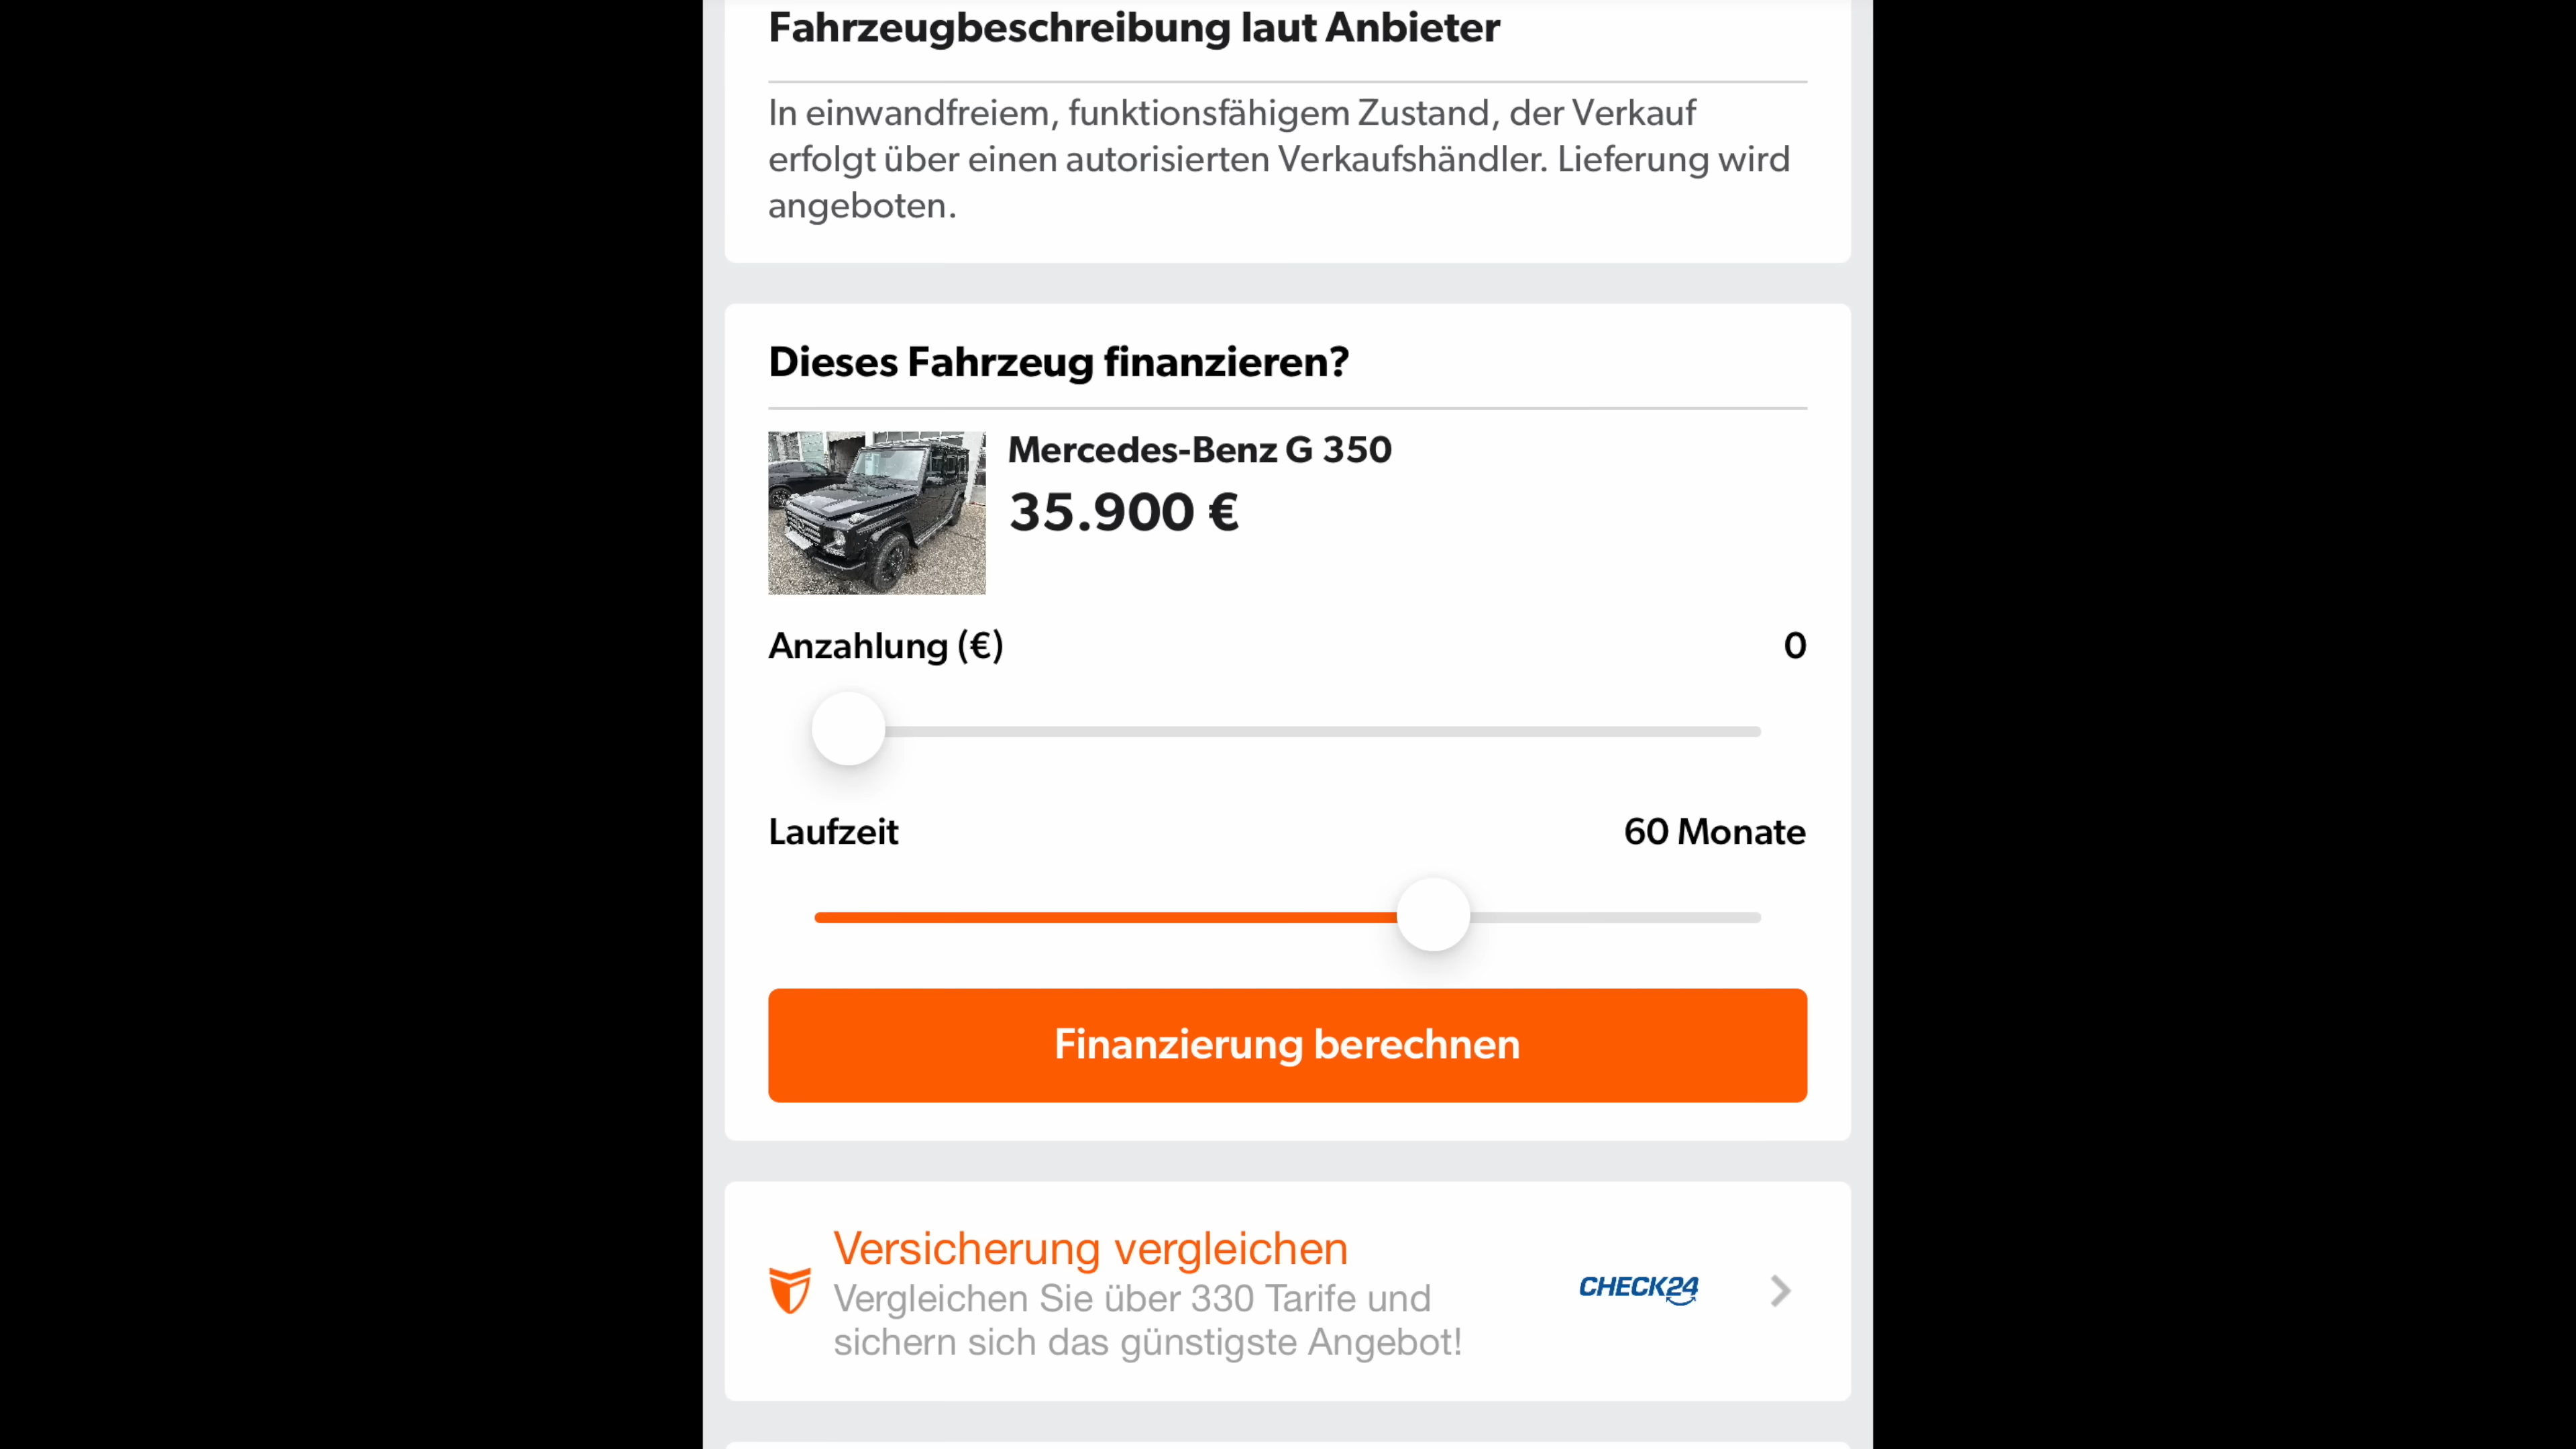 Fahrzeugbeschreibung laut Anbieter
In einwandfreiem, funktionsfähigem Zustand, der Verkauf
erfolgt über einen autorisierten Verkaufshändler. Lieferung wird
angeboten.
Dieses Fahrzeug finanzieren?
Mercedes-Benz G 350
35.900 €
Anzahlung (€) 0
Laufzeit 60 Monate
Finanzierung berechnen
Versicherung vergleichen
Vergleichen Sie über 330 Tarife und
sichern sich das günstigste Angebot!
CHECK24